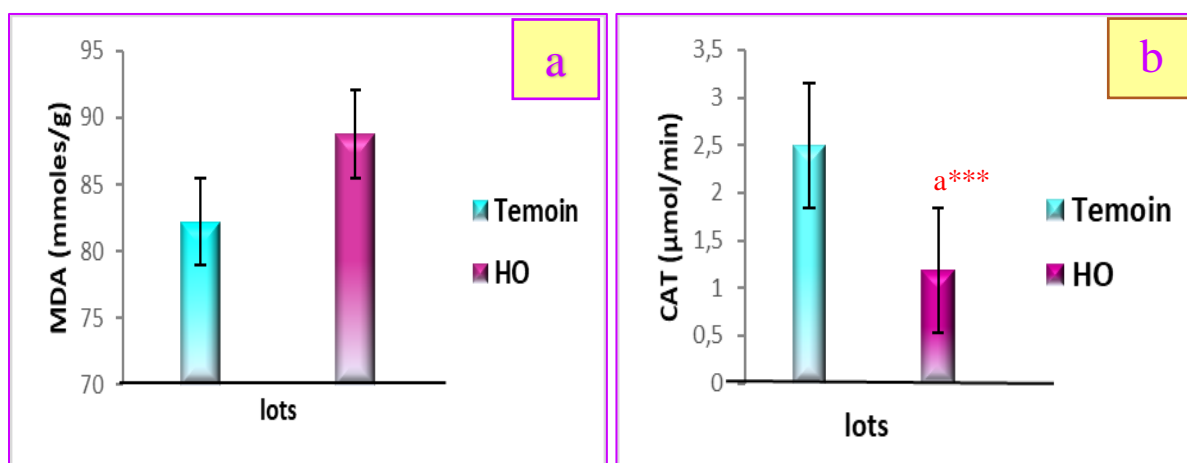 a
MDA (mmoles/g)
95
90
85
80
75
70
lots
Temoin
HO
b
CAT (µmol/min)
3,5
3
2,5
2
1,5
1
0,5
0
a***
lots
Temoin
HO